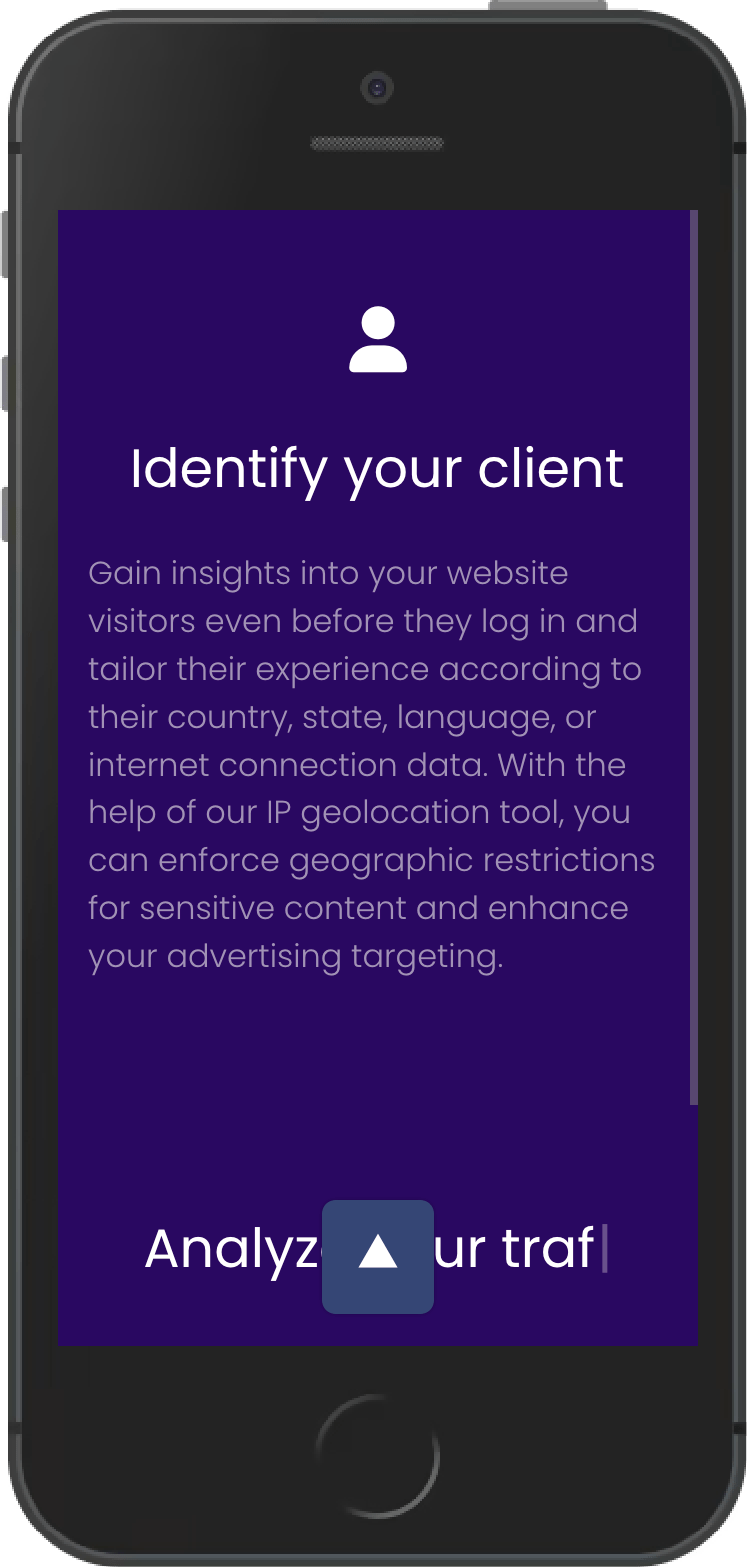 Identify your client
Gain insights into your website
visitors even before they log in and
tailor their experience according to
their country, state, language, or
internet connection data. With the
help of our IP geolocation tool, you
can enforce geographic restrictions
for sensitive content and enhance
your advertising targeting.
Analyz ur traf